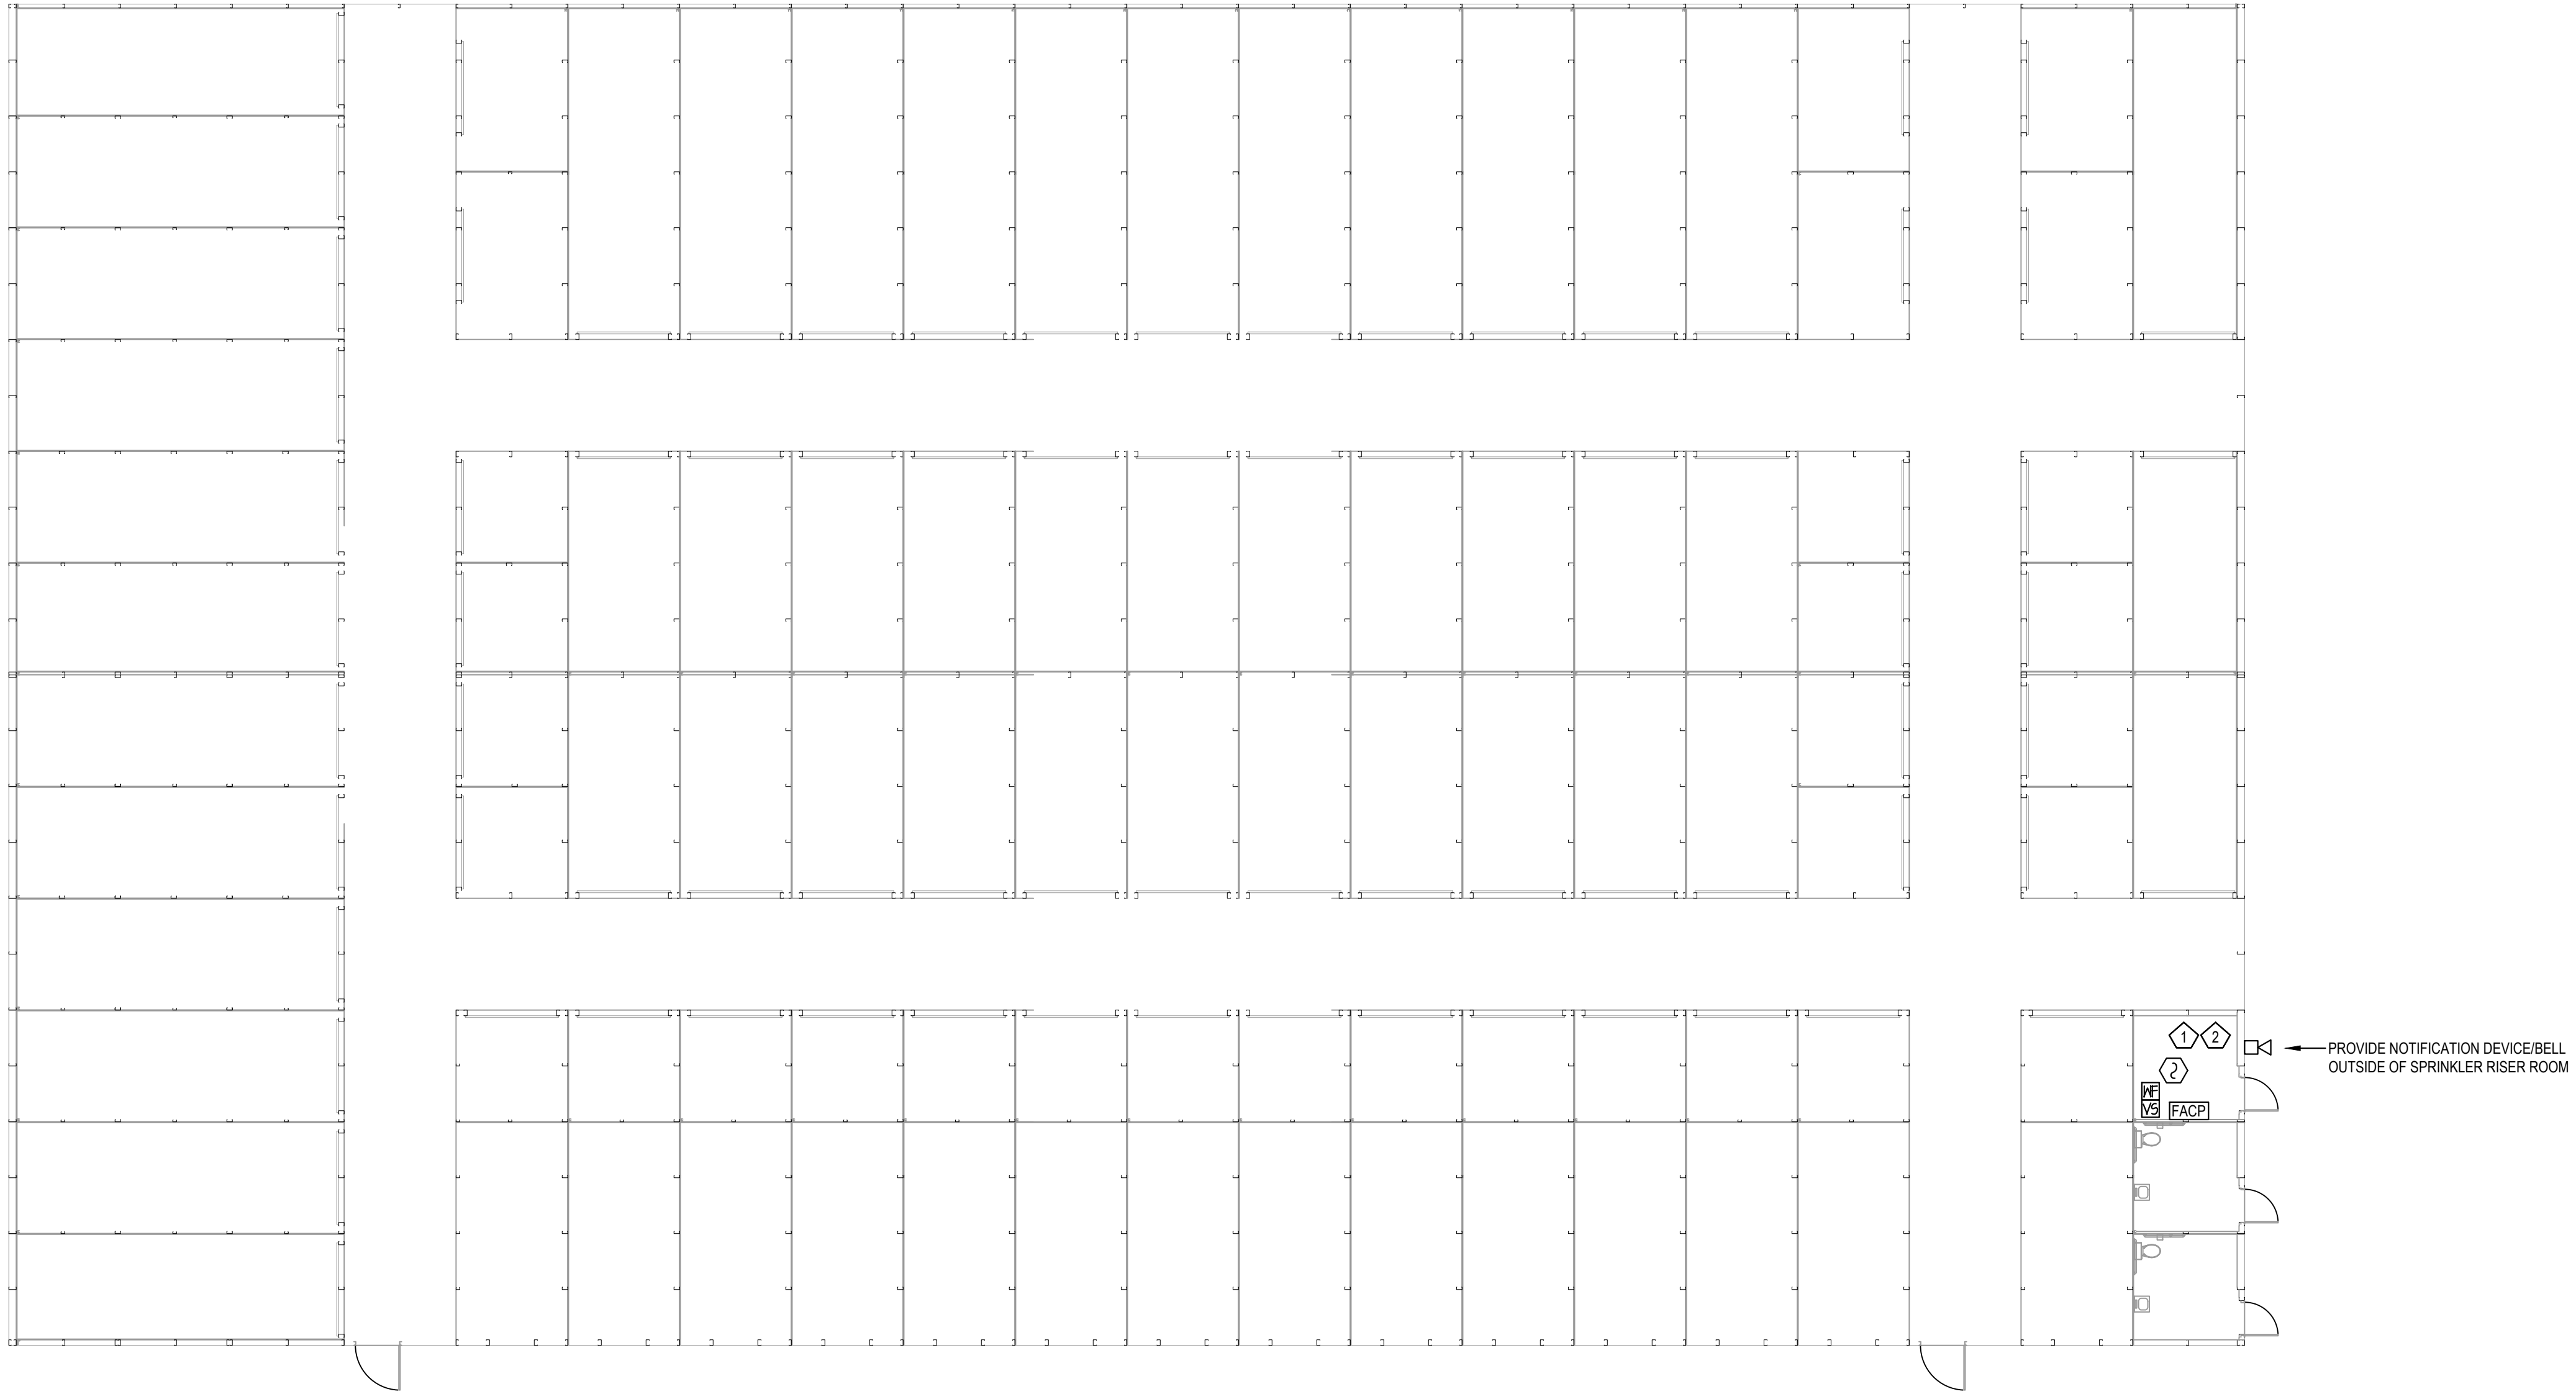 1 2
PROVIDE NOTIFICATION DEVICE/BELL
OUTSIDE OF SPRINKLER RISER ROOM
WF
VS
FACP